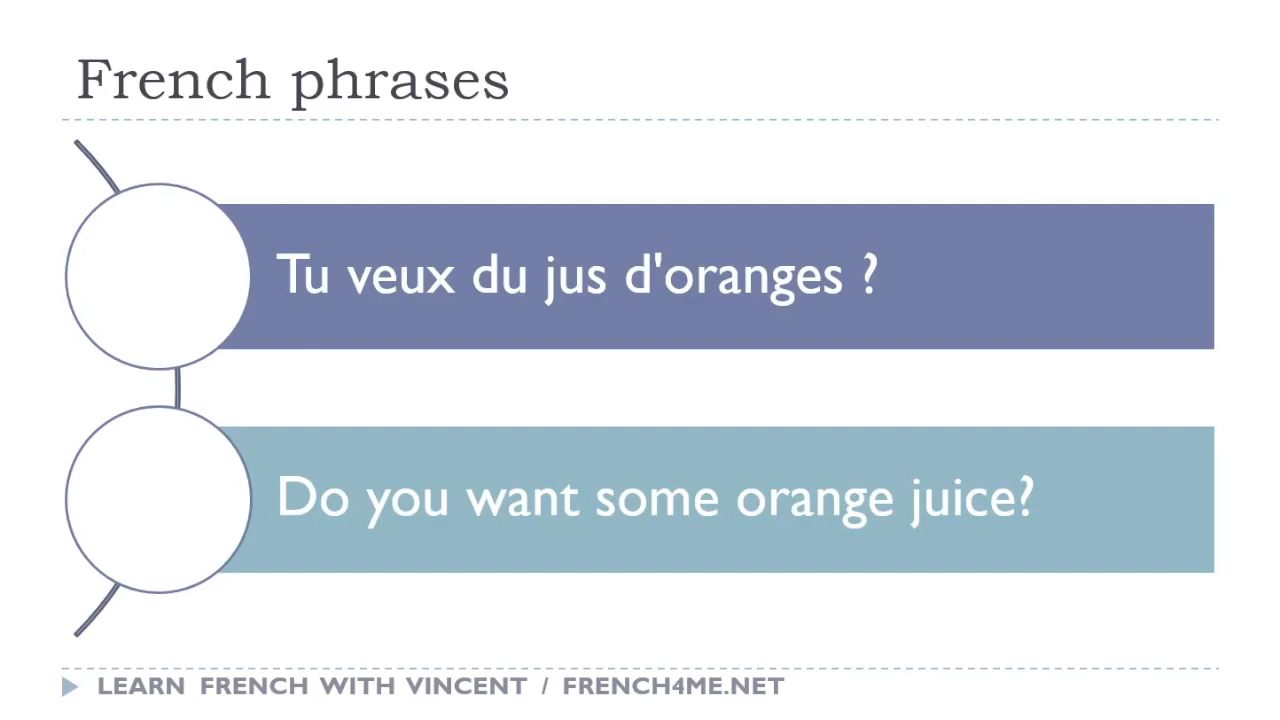 French phrases
Tu veux du jus d'oranges ?
Do you want some orange juice?
LEARN FRENCH WITH VINCENT / FRENCH4ME.NET